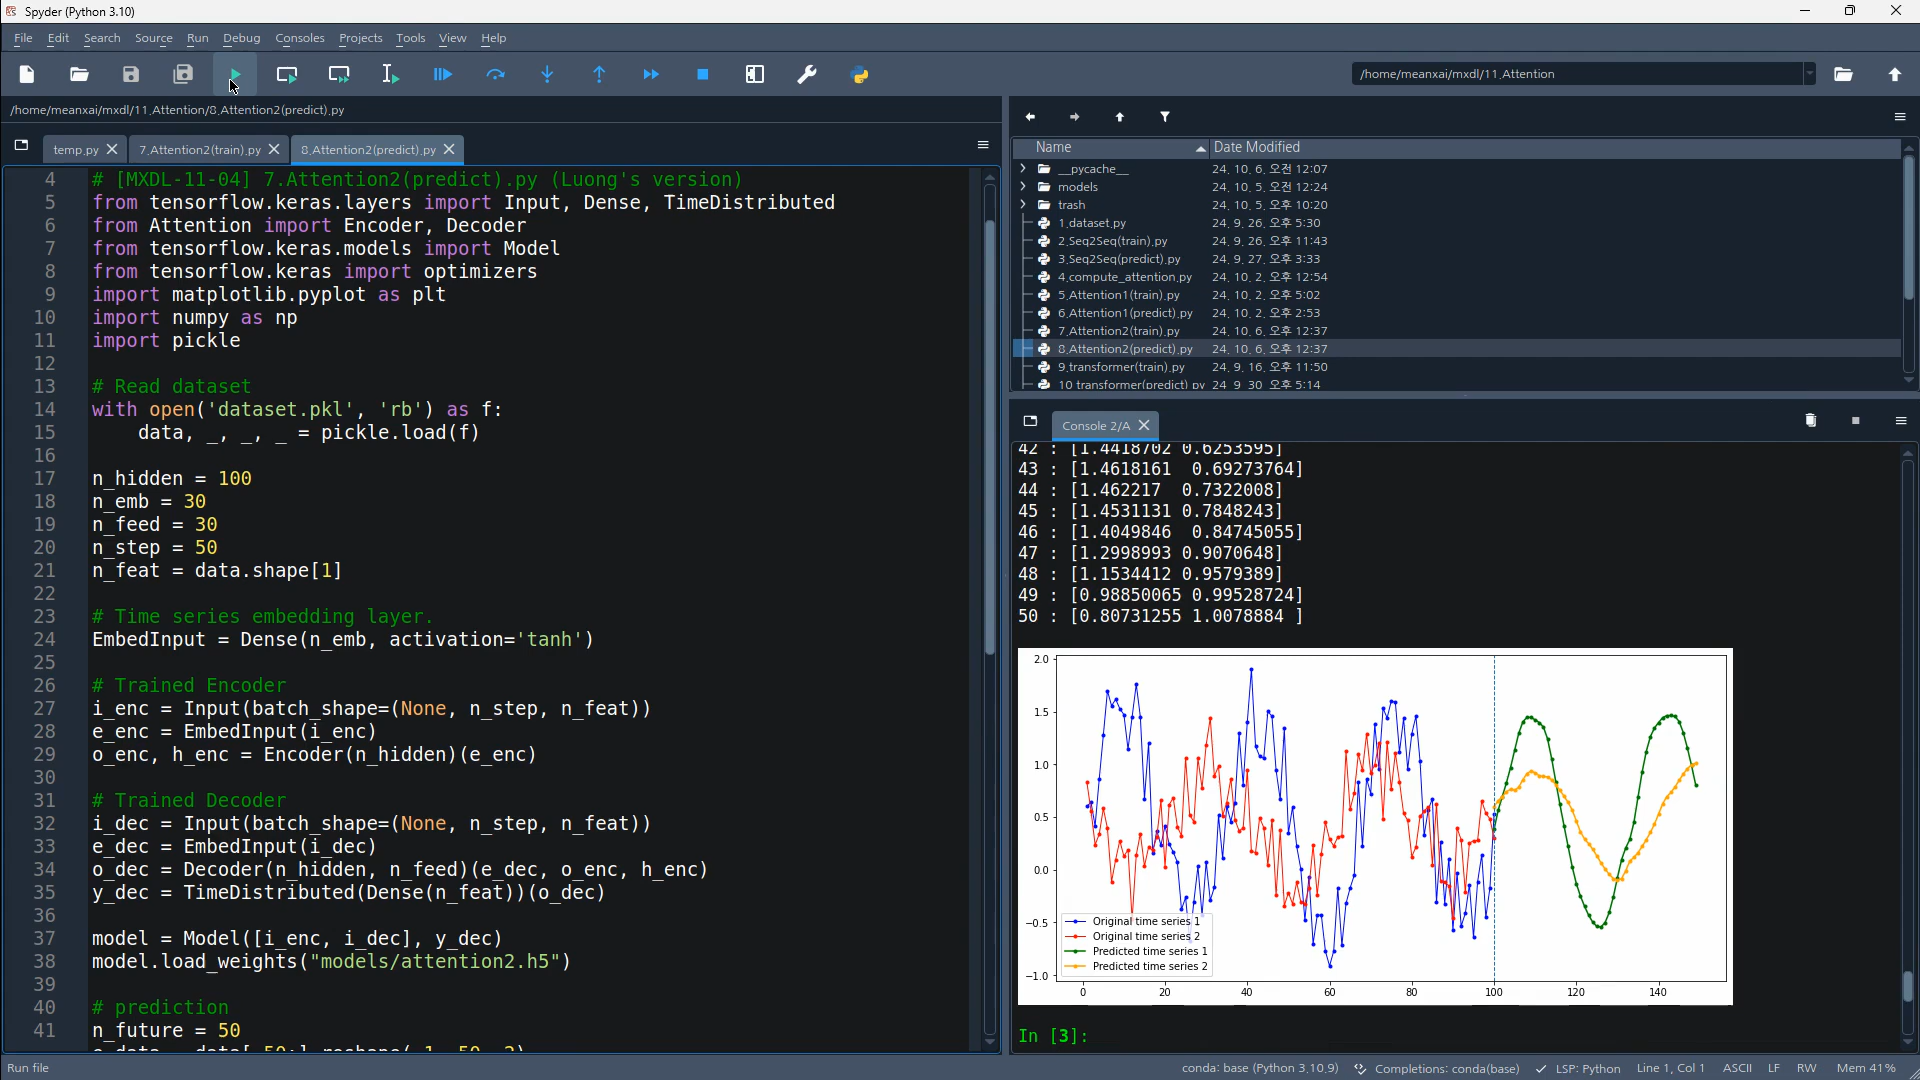 Spyder (Python 3.10)
File Edit Search Source Run Debug Consoles Projects Tools View Help
/home/meanxai/mxdl/11.Attention
/home/meanxai/mxdl/11.Attention/8.Attention2(predict).py
temp.py 7.Attention2(train).py 8.Attention2(predict).py
4 # [MXDL-11-04] 7.Attention2(predict).py (Luong's version)
5 from tensorflow.keras.layers import Input, Dense, TimeDistributed
6 from Attention import Encoder, Decoder
7 from tensorflow.keras.models import Model
8 from tensorflow.keras import optimizers
9 import matplotlib.pyplot as plt
10 import numpy as np
11 import pickle
12
13 # Read dataset
14 with open('dataset.pkl', 'rb') as f:
15 data, _, _, _ = pickle.load(f)
16
17 n_hidden = 100
18 n_emb = 30
19 n_feed = 30
20 n_step = 50
21 n_feat = data.shape[1]
22
23 # Time series embedding layer.
24 EmbedInput = Dense(n_emb, activation='tanh')
25
26 # Trained Encoder
27 i_enc = Input(batch_shape=(None, n_step, n_feat))
28 e_enc = EmbedInput(i_enc)
29 o_enc, h_enc = Encoder(n_hidden)(e_enc)
30
31 # Trained Decoder
32 i_dec = Input(batch_shape=(None, n_step, n_feat))
33 e_dec = EmbedInput(i_dec)
34 o_dec = Decoder(n_hidden, n_feed)(e_dec, o_enc, h_enc)
35 y_dec = TimeDistributed(Dense(n_feat))(o_dec)
36
37 model = Model([i_enc, i_dec], y_dec)
38 model.load_weights("models/attention2.h5")
39
40 # prediction
41 n_future = 50
Name Date Modified
__pycache__ 24. 10. 6. 오전 12:07
models 24. 10. 5. 오전 12:24
trash 24. 10. 5. 오후 10:20
1.dataset.py 24. 9. 26. 오후 5:30
2.Seq2Seq(train).py 24. 9. 26. 오후 11:43
3.Seq2Seq(predict).py 24. 9. 27. 오후 3:33
4.compute_attention.py 24. 10. 2. 오후 12:54
5.Attention1(train).py 24. 10. 2. 오후 5:02
6.Attention1(predict).py 24. 10. 2. 오후 2:53
7.Attention2(train).py 24. 10. 6. 오후 12:37
8.Attention2(predict).py 24. 10. 6. 오후 12:37
9.transformer(train).py 24. 9. 16. 오후 11:50
10.transformer(predict).py 24. 9. 30. 오후 5:14
Console 2/A
42 : [1.4418702 0.6253595]
43 : [1.4618161 0.69273764]
44 : [1.462217 0.7322008]
45 : [1.4531131 0.7848243]
46 : [1.4049846 0.84745055]
47 : [1.2998993 0.9070648]
48 : [1.1534412 0.9579389]
49 : [0.98850065 0.99528724]
50 : [0.80731255 1.0078884 ]
2.0
1.5
1.0
0.5
0.0
−0.5
−1.0
Original time series 1
Original time series 2
Predicted time series 1
Predicted time series 2
0 20 40 60 80 100 120 140
In [3]:
Run file
conda: base (Python 3.10.9) Completions: conda(base) LSP: Python Line 1, Col 1 ASCII LF RW Mem 41%